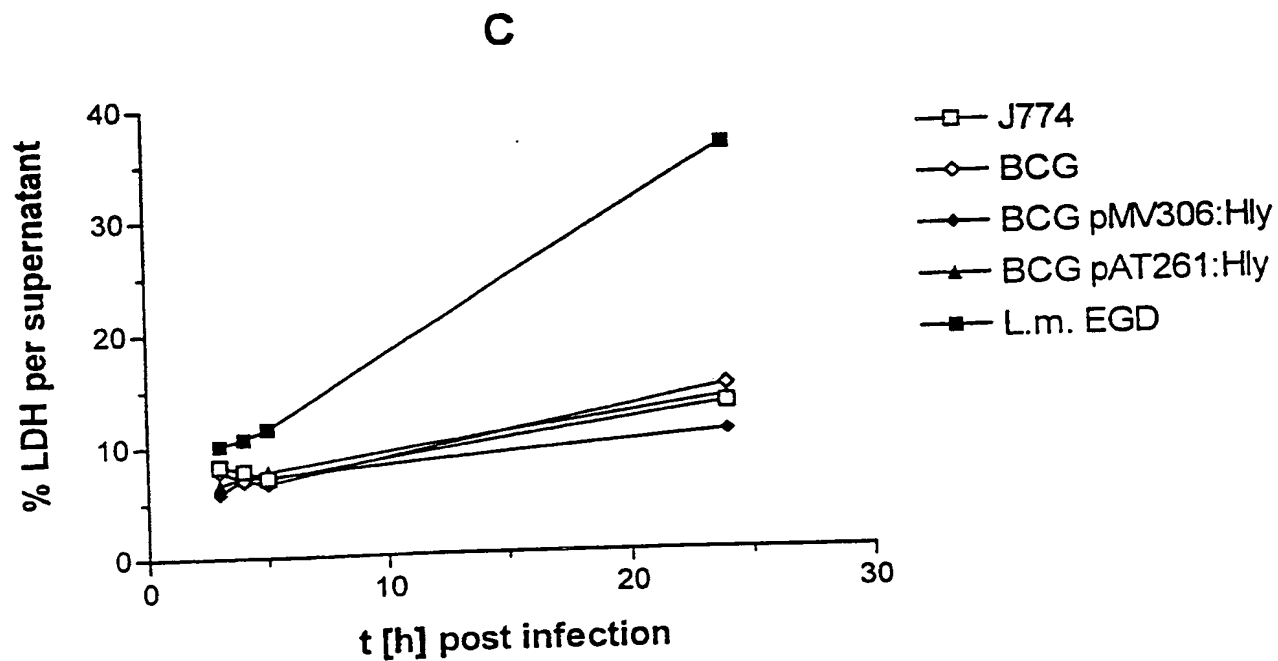 C
% LDH per supernatant
40
30
20
10
0
0
10
20
30
t [h] post infection
J774
BCG
BCG pMV306:Hly
BCG pAT261:Hly
L.m. EGD